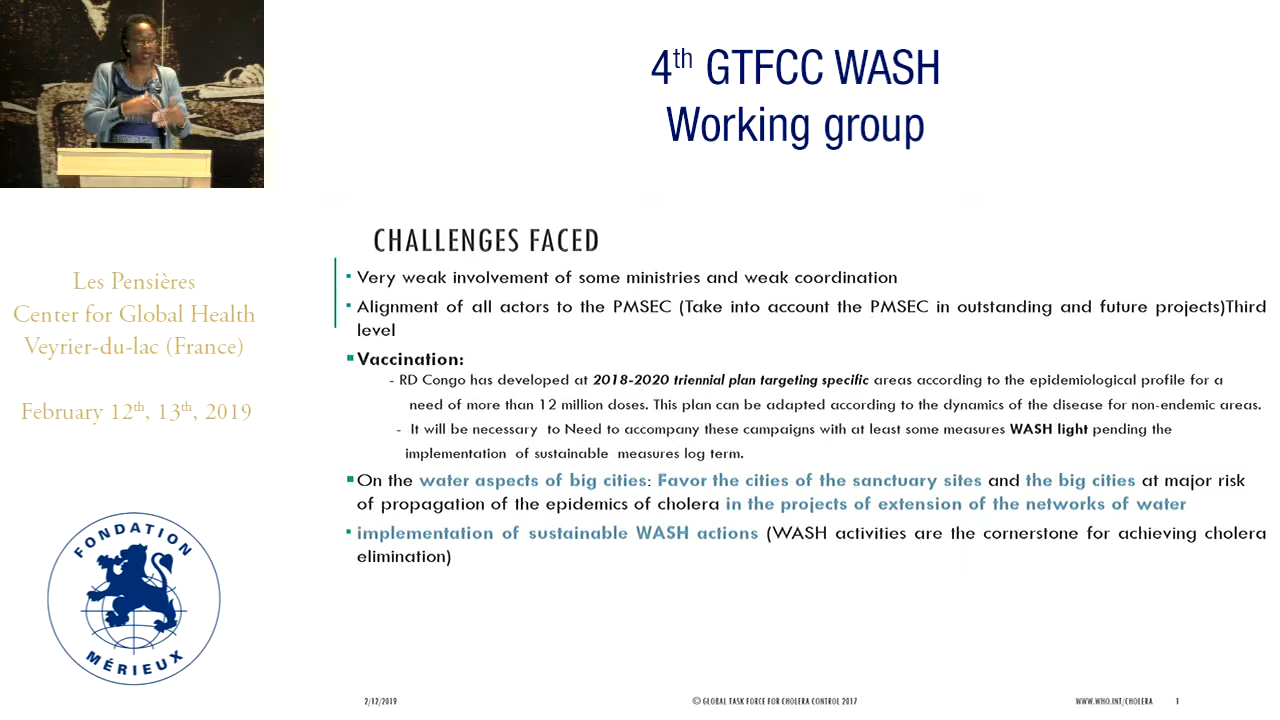 4th GTFCC WASH
Working group
Les Pensières
Center for Global Health
Veyrier-du-lac (France)
February 12th, 13th, 2019
FONDATION
MÉRIEUX
CHALLENGES FACED
▪ Very weak involvement of some ministries and weak coordination
▪ Alignment of all actors to the PMSEC (Take into account the PMSEC in outstanding and future projects)Third
level
▪ Vaccination:
- RD Congo has developed at 2018-2020 triennial plan targeting specific areas according to the epidemiological profile for a
need of more than 12 million doses. This plan can be adapted according to the dynamics of the disease for non-endemic areas.
- It will be necessary to Need to accompany these campaigns with at least some measures WASH light pending the
implementation of sustainable measures log term.
▪ On the water aspects of big cities: Favor the cities of the sanctuary sites and the big cities at major risk
of propagation of the epidemics of cholera in the projects of extension of the networks of water
▪ implementation of sustainable WASH actions (WASH activities are the cornerstone for achieving cholera
elimination)
2/12/2019
© GLOBAL TASK FORCE FOR CHOLERA CONTROL 2017
WWW.WHO.INT/CHOLERA
1